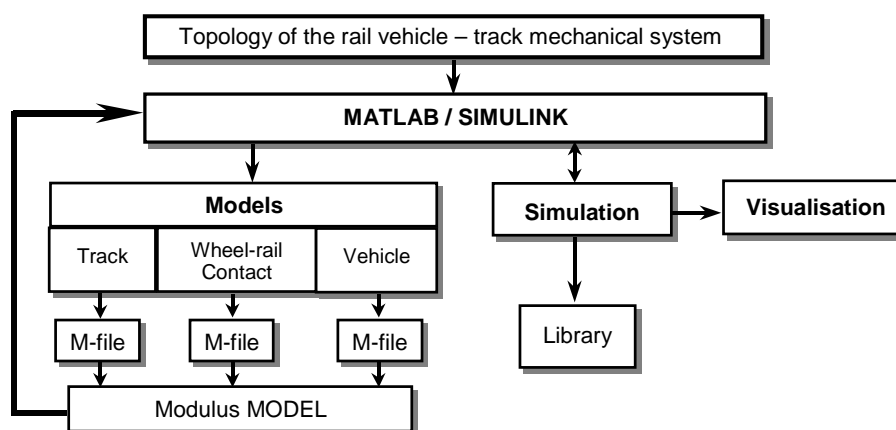 Topology of the rail vehicle – track mechanical system
MATLAB / SIMULINK
Models
Simulation
Visualisation
Track
Wheel-rail
Contact
Vehicle
M-file
M-file
M-file
Library
Modulus MODEL